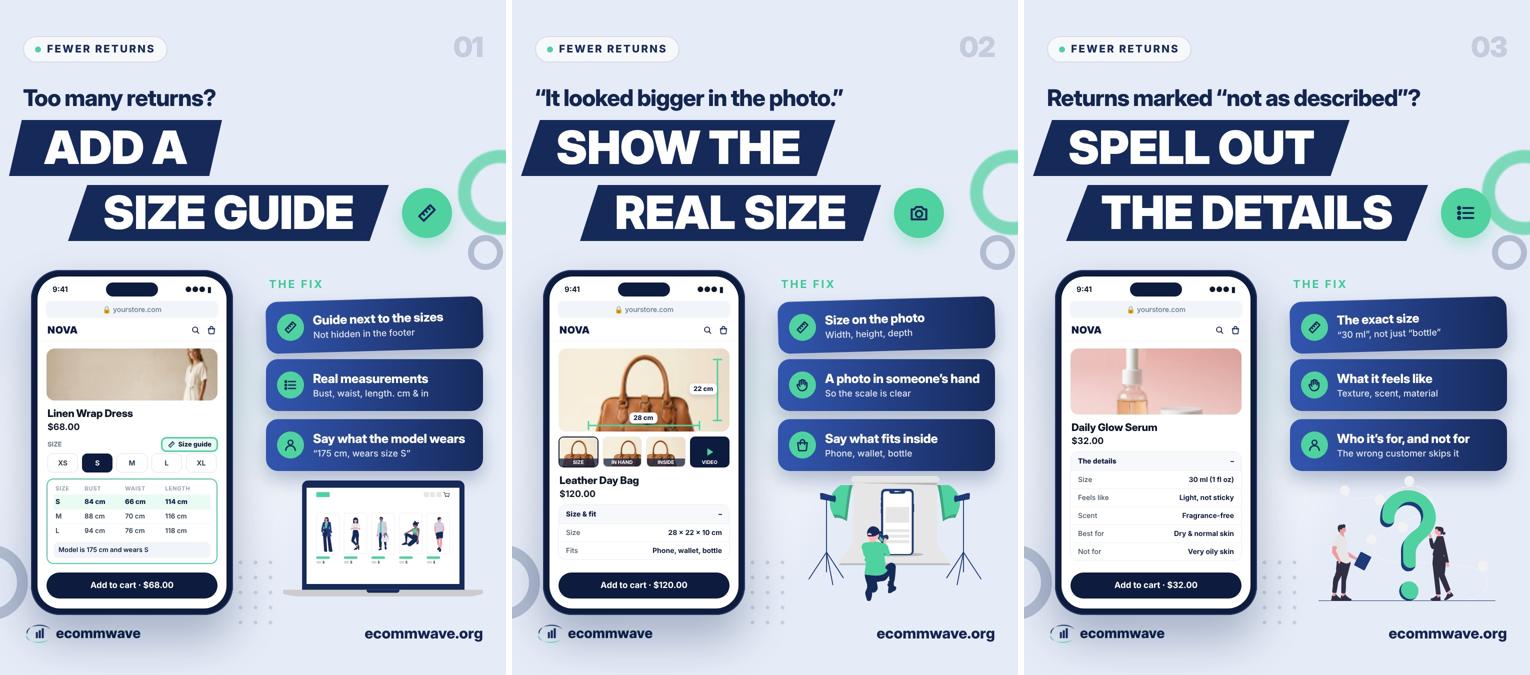 FEWER RETURNS
01
Too many returns?
ADD A
SIZE GUIDE
9:41
yourstore.com
NOVA
Linen Wrap Dress
$68.00
SIZE
Size guide
XS S M L XL
SIZE BUST WAIST LENGTH
S 84 cm 66 cm 114 cm
M 88 cm 70 cm 116 cm
L 94 cm 76 cm 118 cm
Model is 175 cm and wears S
Add to cart · $68.00
THE FIX
Guide next to the sizes
Not hidden in the footer
Real measurements
Bust, waist, length. cm & in
Say what the model wears
“175 cm, wears size S”
ecommwave
ecommwave.org
FEWER RETURNS
02
“It looked bigger in the photo.”
SHOW THE
REAL SIZE
9:41
yourstore.com
NOVA
22 cm
28 cm
SIZE IN HAND INSIDE VIDEO
Leather Day Bag
$120.00
Size & fit –
Size 28 × 22 × 10 cm
Fits Phone, wallet, bottle
Add to cart · $120.00
THE FIX
Size on the photo
Width, height, depth
A photo in someone’s hand
So the scale is clear
Say what fits inside
Phone, wallet, bottle
ecommwave
ecommwave.org
FEWER RETURNS
03
Returns marked “not as described”?
SPELL OUT
THE DETAILS
9:41
yourstore.com
NOVA
Daily Glow Serum
$32.00
The details –
Size 30 ml (1 fl oz)
Feels like Light, not sticky
Scent Fragrance-free
Best for Dry & normal skin
Not for Very oily skin
Add to cart · $32.00
THE FIX
The exact size
“30 ml”, not just “bottle”
What it feels like
Texture, scent, material
Who it’s for, and not for
The wrong customer skips it
ecommwave
ecommwave.org